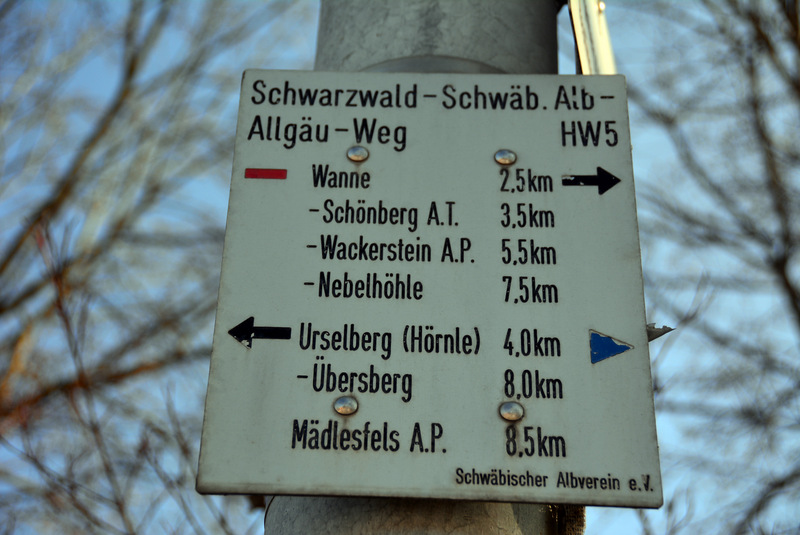 Schwarzwald-Schwäb. Alb-
Allgäu-Weg HW5
Wanne 2,5km
-Schönberg A.T. 3,5km
-Wackerstein A.P. 5,5km
-Nebelhöhle 7,5km
Urselberg (Hörnle) 4,0km
-Übersberg 8,0km
Mädlesfels A.P. 8,5km
Schwäbischer Albverein e.V.